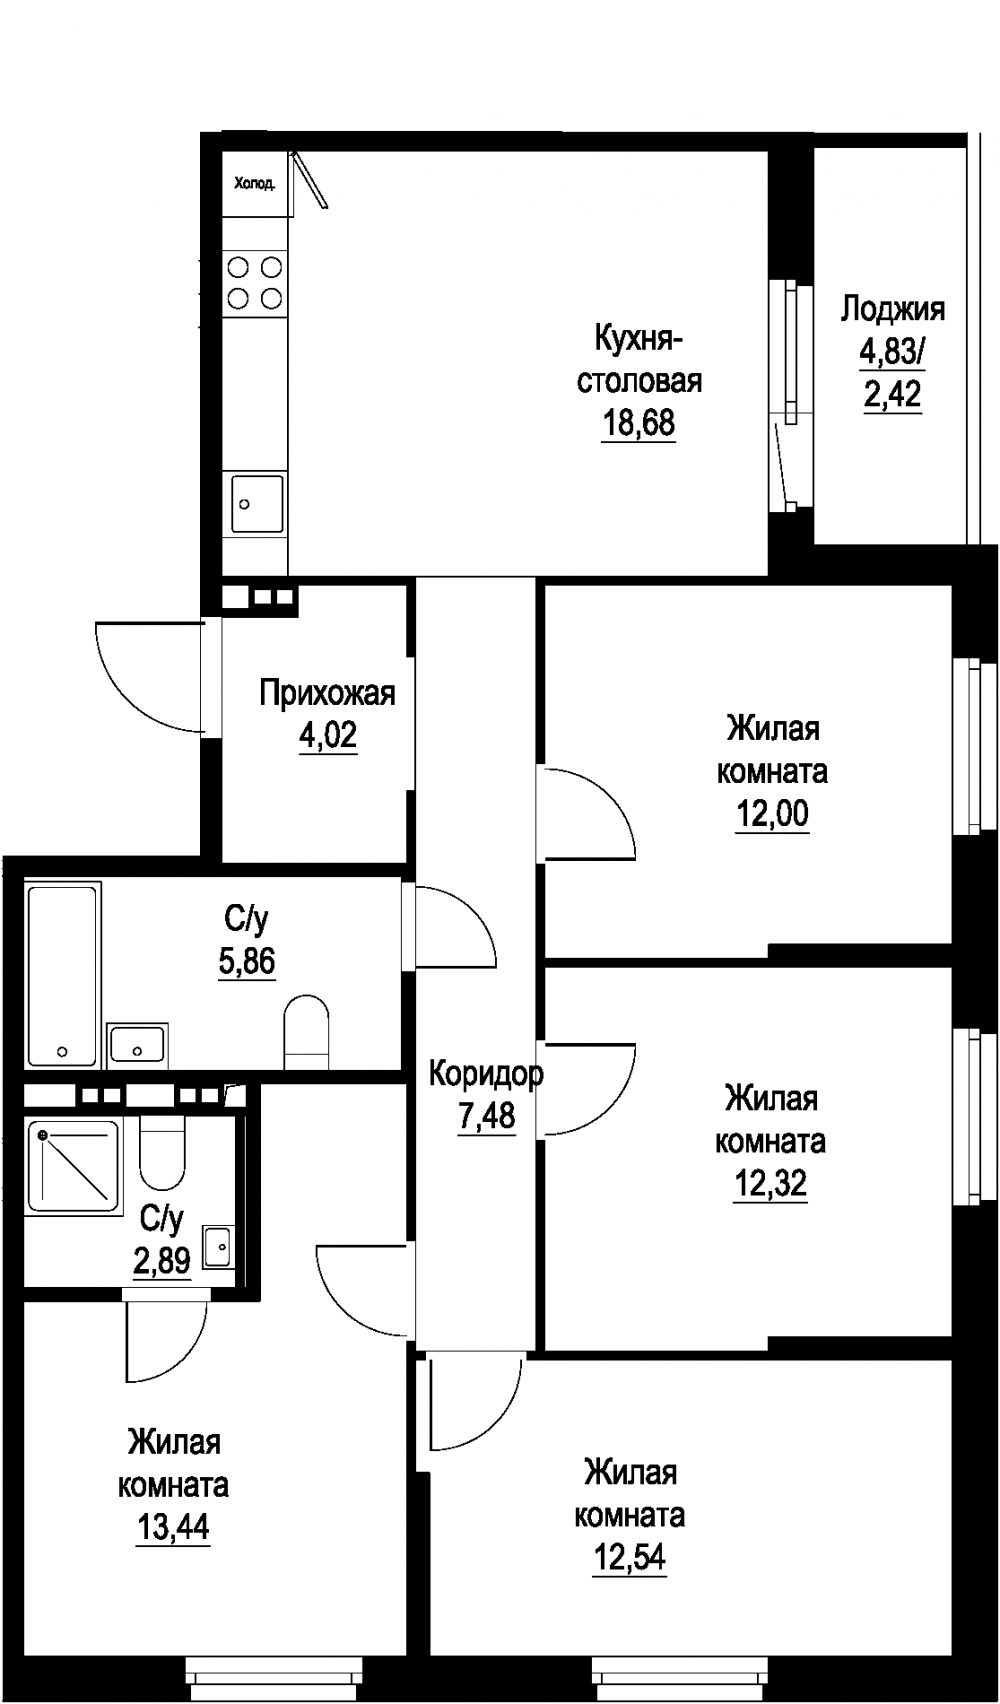 Холод.
Кухня-
столовая
18,68
Лоджия
4,83/
2,42
Прихожая
4,02
Жилая
комната
12,00
С/у
5,86
Коридор
7,48
Жилая
комната
12,32
С/у
2,89
Жилая
комната
13,44
Жилая
комната
12,54